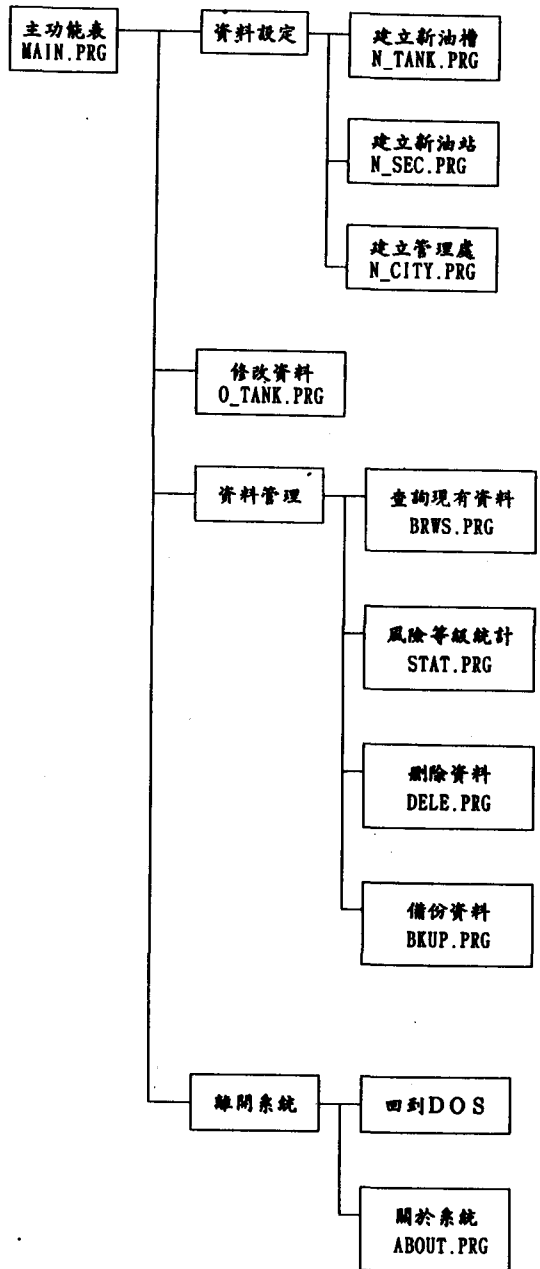 主功能表
MAIN.PRG
資料設定
建立新油槽
N_TANK.PRG
建立新油站
N_SEC.PRG
建立管理處
N_CITY.PRG
修改資料
O_TANK.PRG
資料管理
查詢現有資料
BRWS.PRG
風險等級統計
STAT.PRG
刪除資料
DELE.PRG
備份資料
BKUP.PRG
離開系統
回到DOS
關於系統
ABOUT.PRG